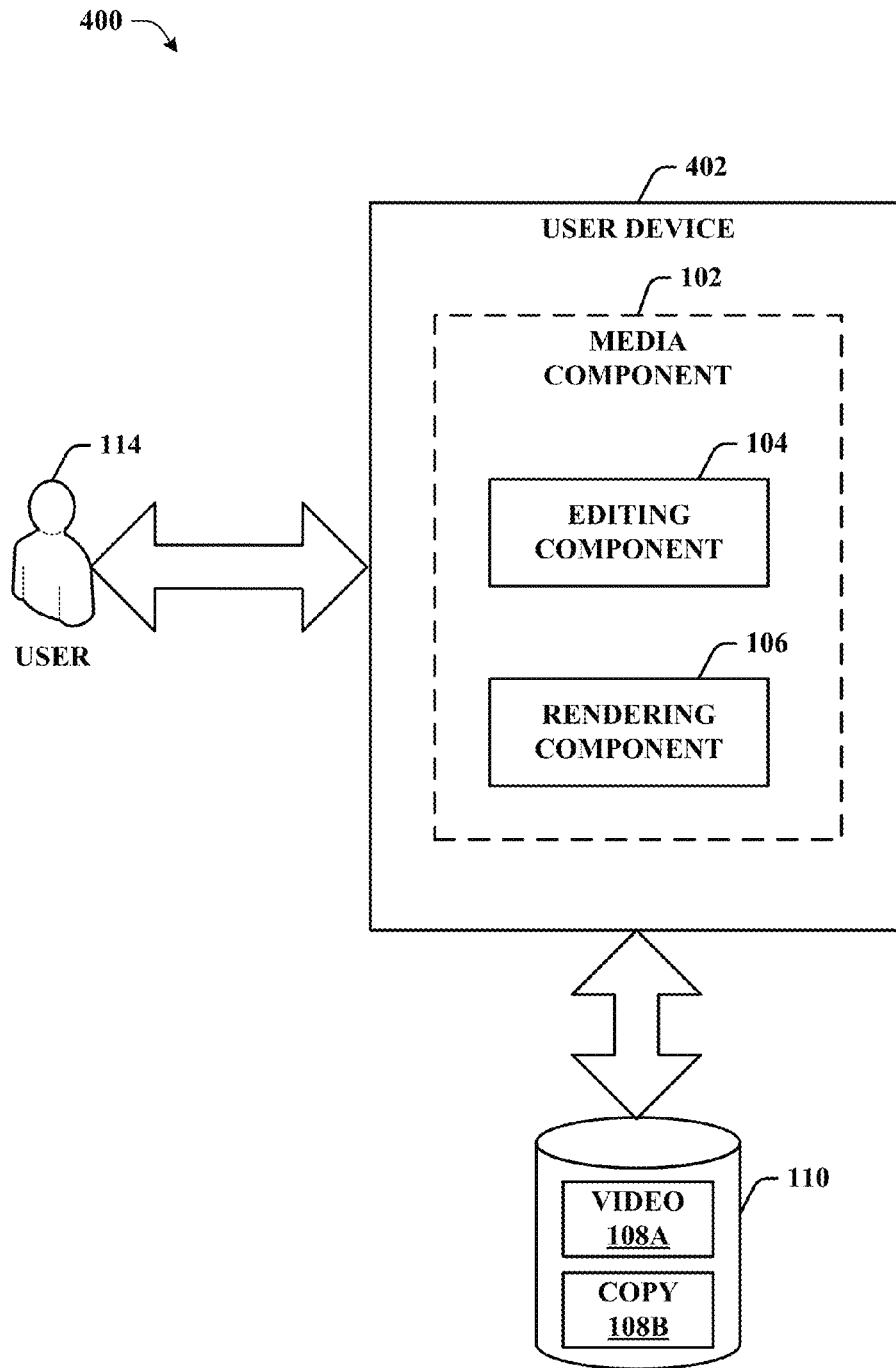 400
402
USER DEVICE
102
MEDIA
COMPONENT
104
EDITING
COMPONENT
114
USER
106
RENDERING
COMPONENT
110
VIDEO
108A
COPY
108B